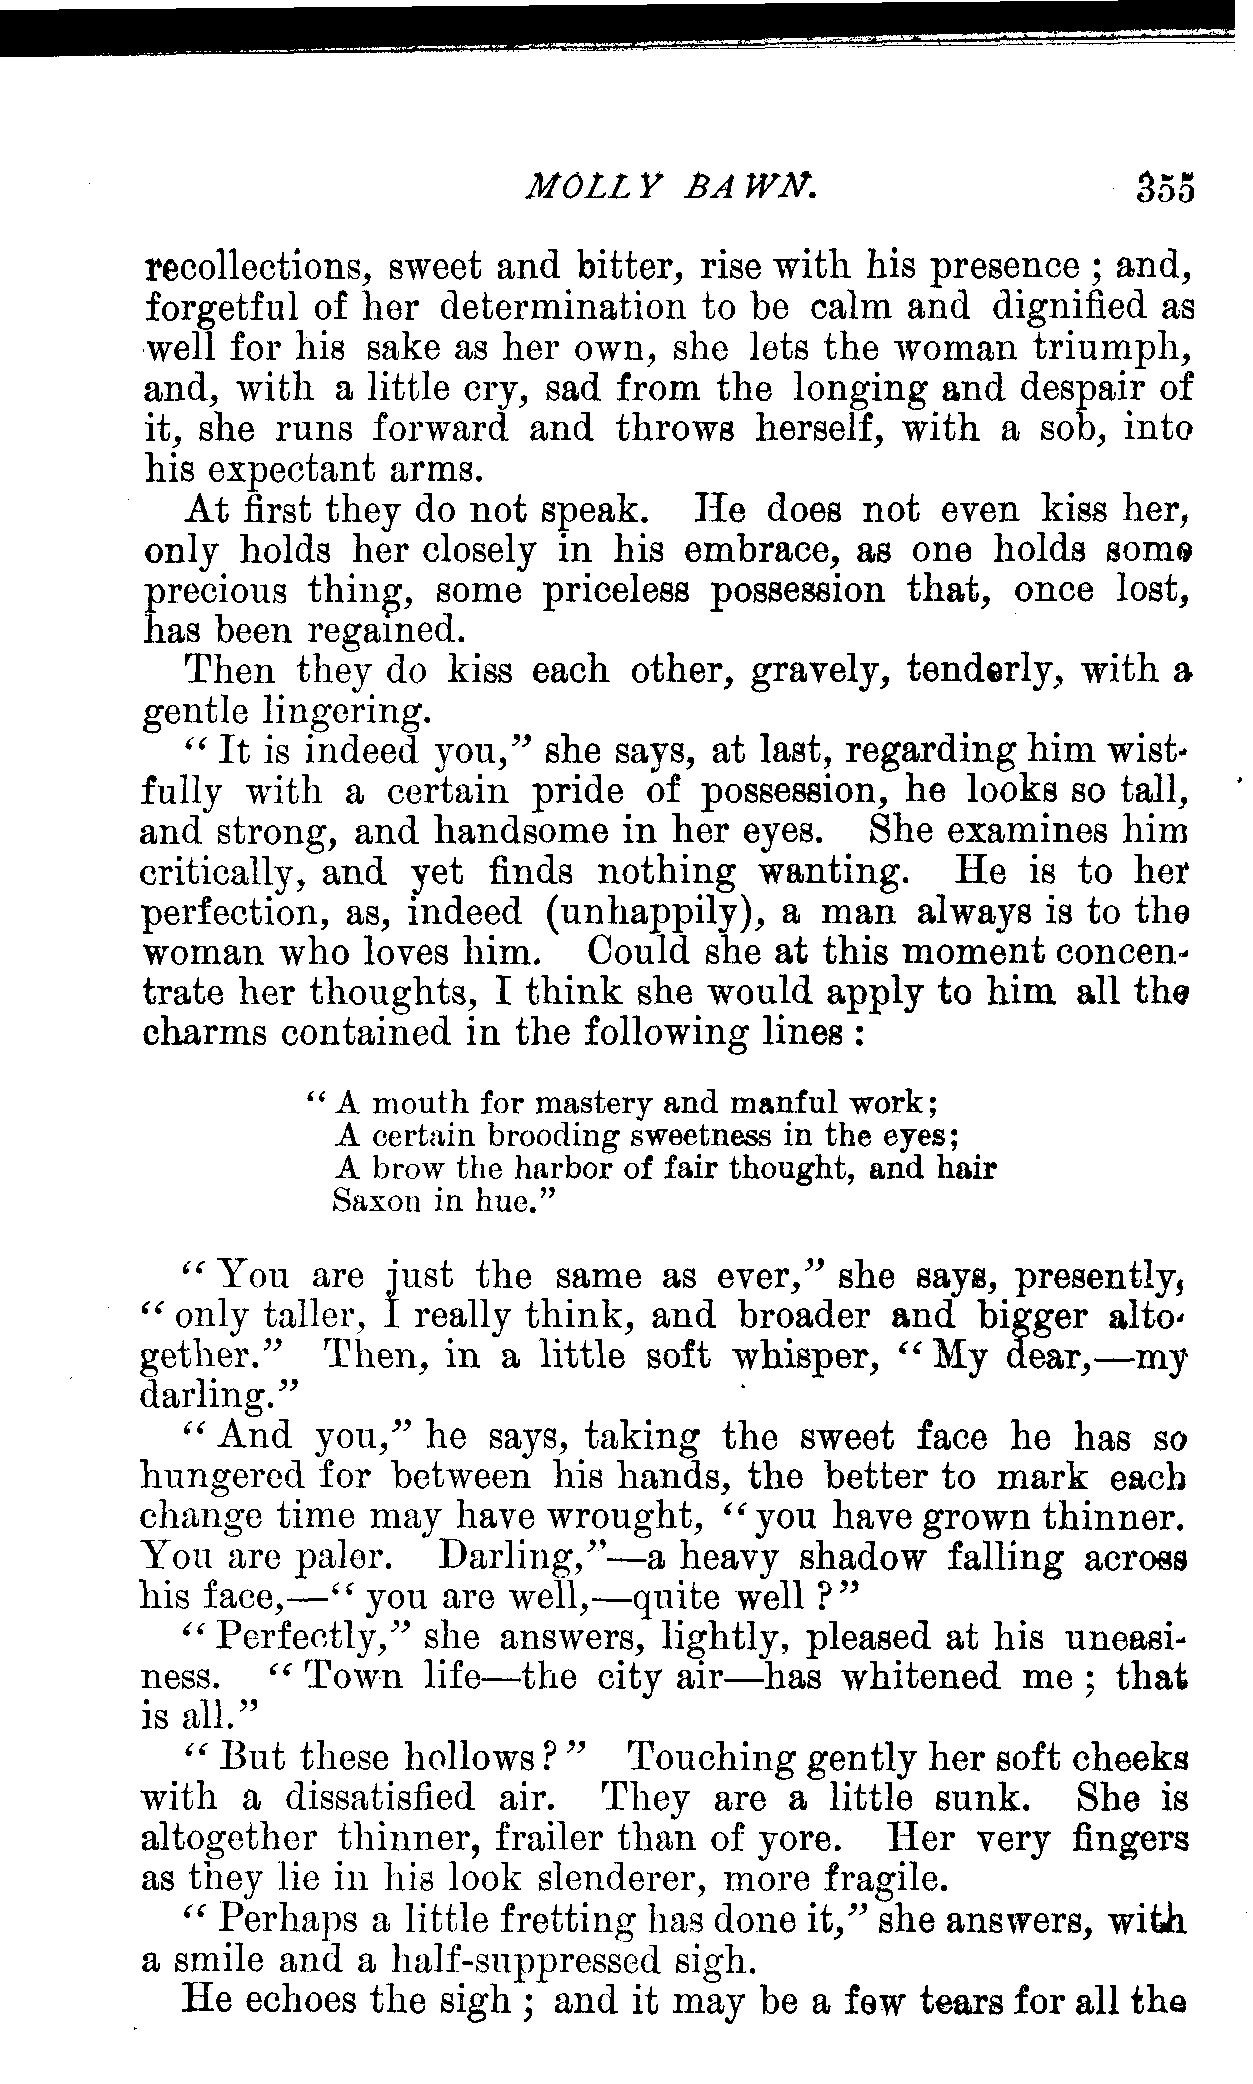 MOLLY BAWN. 355
recollections, sweet and bitter, rise with his presence ; and,
forgetful of her determination to be calm and dignified as
well for his sake as her own, she lets the woman triumph,
and, with a little cry, sad from the longing and despair of
it, she runs forward and throws herself, with a sob, into
his expectant arms.
At first they do not speak. He does not even kiss her,
only holds her closely in his embrace, as one holds some
precious thing, some priceless possession that, once lost,
has been regained.
Then they do kiss each other, gravely, tenderly, with a
gentle lingering.
“ It is indeed you,” she says, at last, regarding him wist-
fully with a certain pride of possession, he looks so tall,
and strong, and handsome in her eyes. She examines him
critically, and yet finds nothing wanting. He is to her
perfection, as, indeed (unhappily), a man always is to the
woman who loves him. Could she at this moment concen-
trate her thoughts, I think she would apply to him all the
charms contained in the following lines :
“ A mouth for mastery and manful work;
A certain brooding sweetness in the eyes;
A brow the harbor of fair thought, and hair
Saxon in hue.”
“ You are just the same as ever,” she says, presently,
“ only taller, I really think, and broader and bigger alto-
gether.” Then, in a little soft whisper, “ My dear,—my
darling.”
“ And you,” he says, taking the sweet face he has so
hungered for between his hands, the better to mark each
change time may have wrought, “ you have grown thinner.
You are paler. Darling,”—a heavy shadow falling across
his face,—“ you are well,—quite well ?”
“ Perfectly,” she answers, lightly, pleased at his uneasi-
ness. “ Town life—the city air—has whitened me ; that
is all.”
“ But these hollows ? ” Touching gently her soft cheeks
with a dissatisfied air. They are a little sunk. She is
altogether thinner, frailer than of yore. Her very fingers
as they lie in his look slenderer, more fragile.
“ Perhaps a little fretting has done it,” she answers, with
a smile and a half-suppressed sigh.
He echoes the sigh ; and it may be a few tears for all the